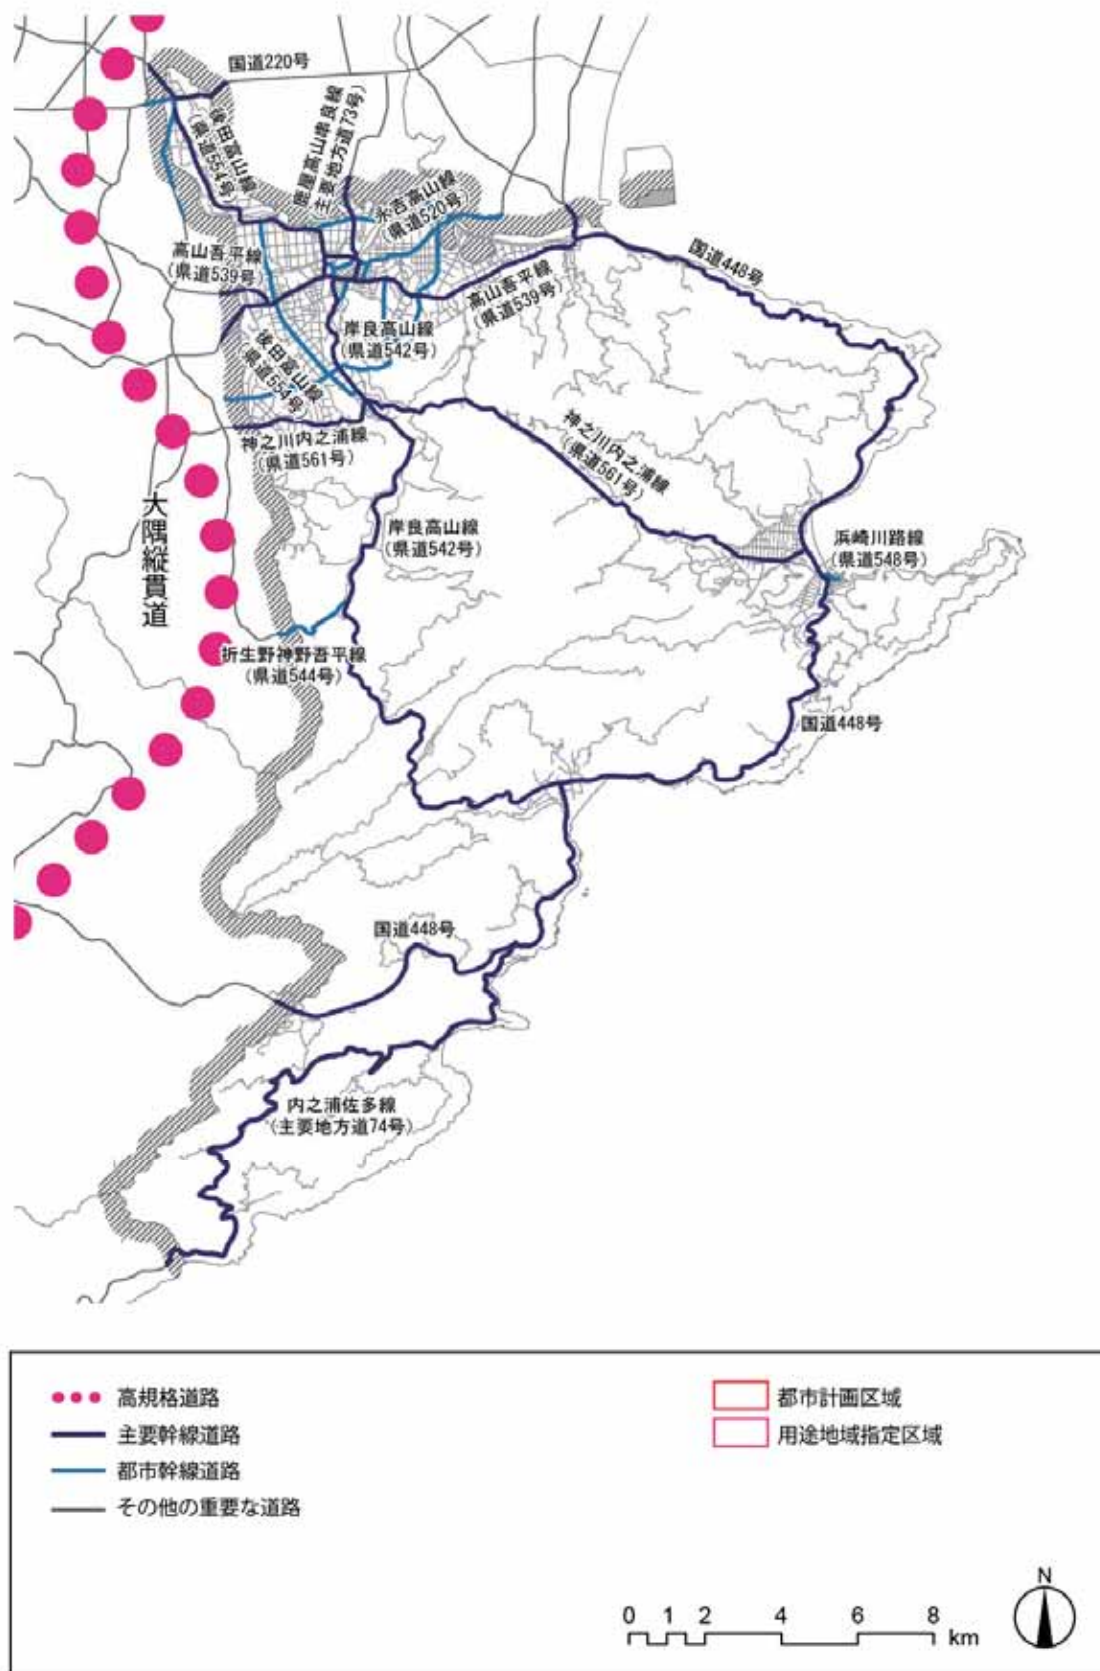 国道220号
後田富山線
(県道554号)
鹿屋高山串良線
(主要地方道73号)
永吉高山線
(県道520号)
高山吾平線
(県道539号)
国道448号
高山吾平線
(県道539号)
岸良高山線
(県道542号)
後田富山線
(県道554号)
神之川内之浦線
(県道561号)
神之川内之浦線
(県道561号)
大隅縦貫道
岸良高山線
(県道542号)
浜崎川路線
(県道548号)
折生野神野吾平線
(県道544号)
国道448号
国道448号
内之浦佐多線
(主要地方道74号)
高規格道路
主要幹線道路
都市幹線道路
その他の重要な道路
都市計画区域
用途地域指定区域
0 1 2 4 6 8 km
N